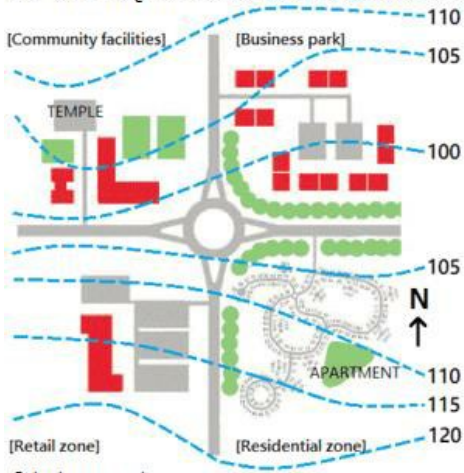 110
[Community facilities]
[Business park]
105
TEMPLE
100
105
N
APARTMENT
110
115
120
[Retail zone]
[Residential zone]